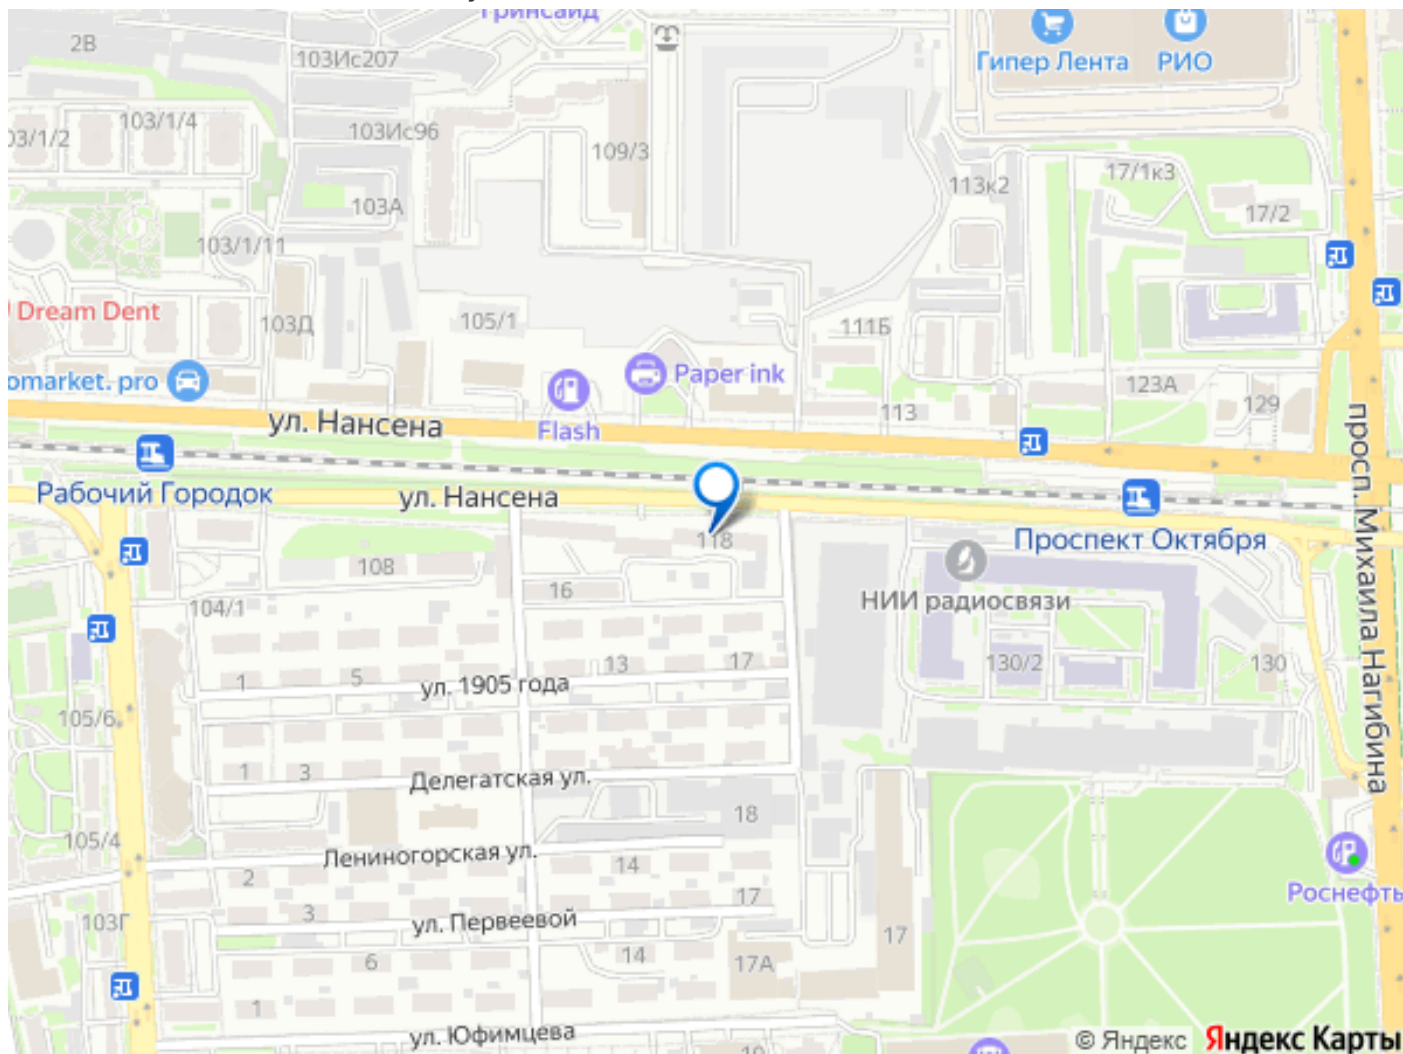 Гринсайд
2В
103Ис207
Гипер Лента
РИО
03/1/2
103/1/4
103Ис96
109/3
113к2
17/1к3
103А
17/2
103/1/11
Dream Dent
103Д
105/1
111Б
omarket. pro
Paper ink
123А
129
113
ул. Нансена
Flash
просп. Михаила Нагибина
Рабочий Городок
ул. Нансена
118
Проспект Октября
108
16
НИИ радиосвязи
104/1
13
17
130/2
130
1
5
ул. 1905 года
105/6
1
3
Делегатская ул.
18
105/4
Лениногорская ул.
14
2
Роснефть
17
3
ул. Первеевой
103Г
17
14
17А
6
1
ул. Юфимцева
19
© Яндекс Яндекс Карты